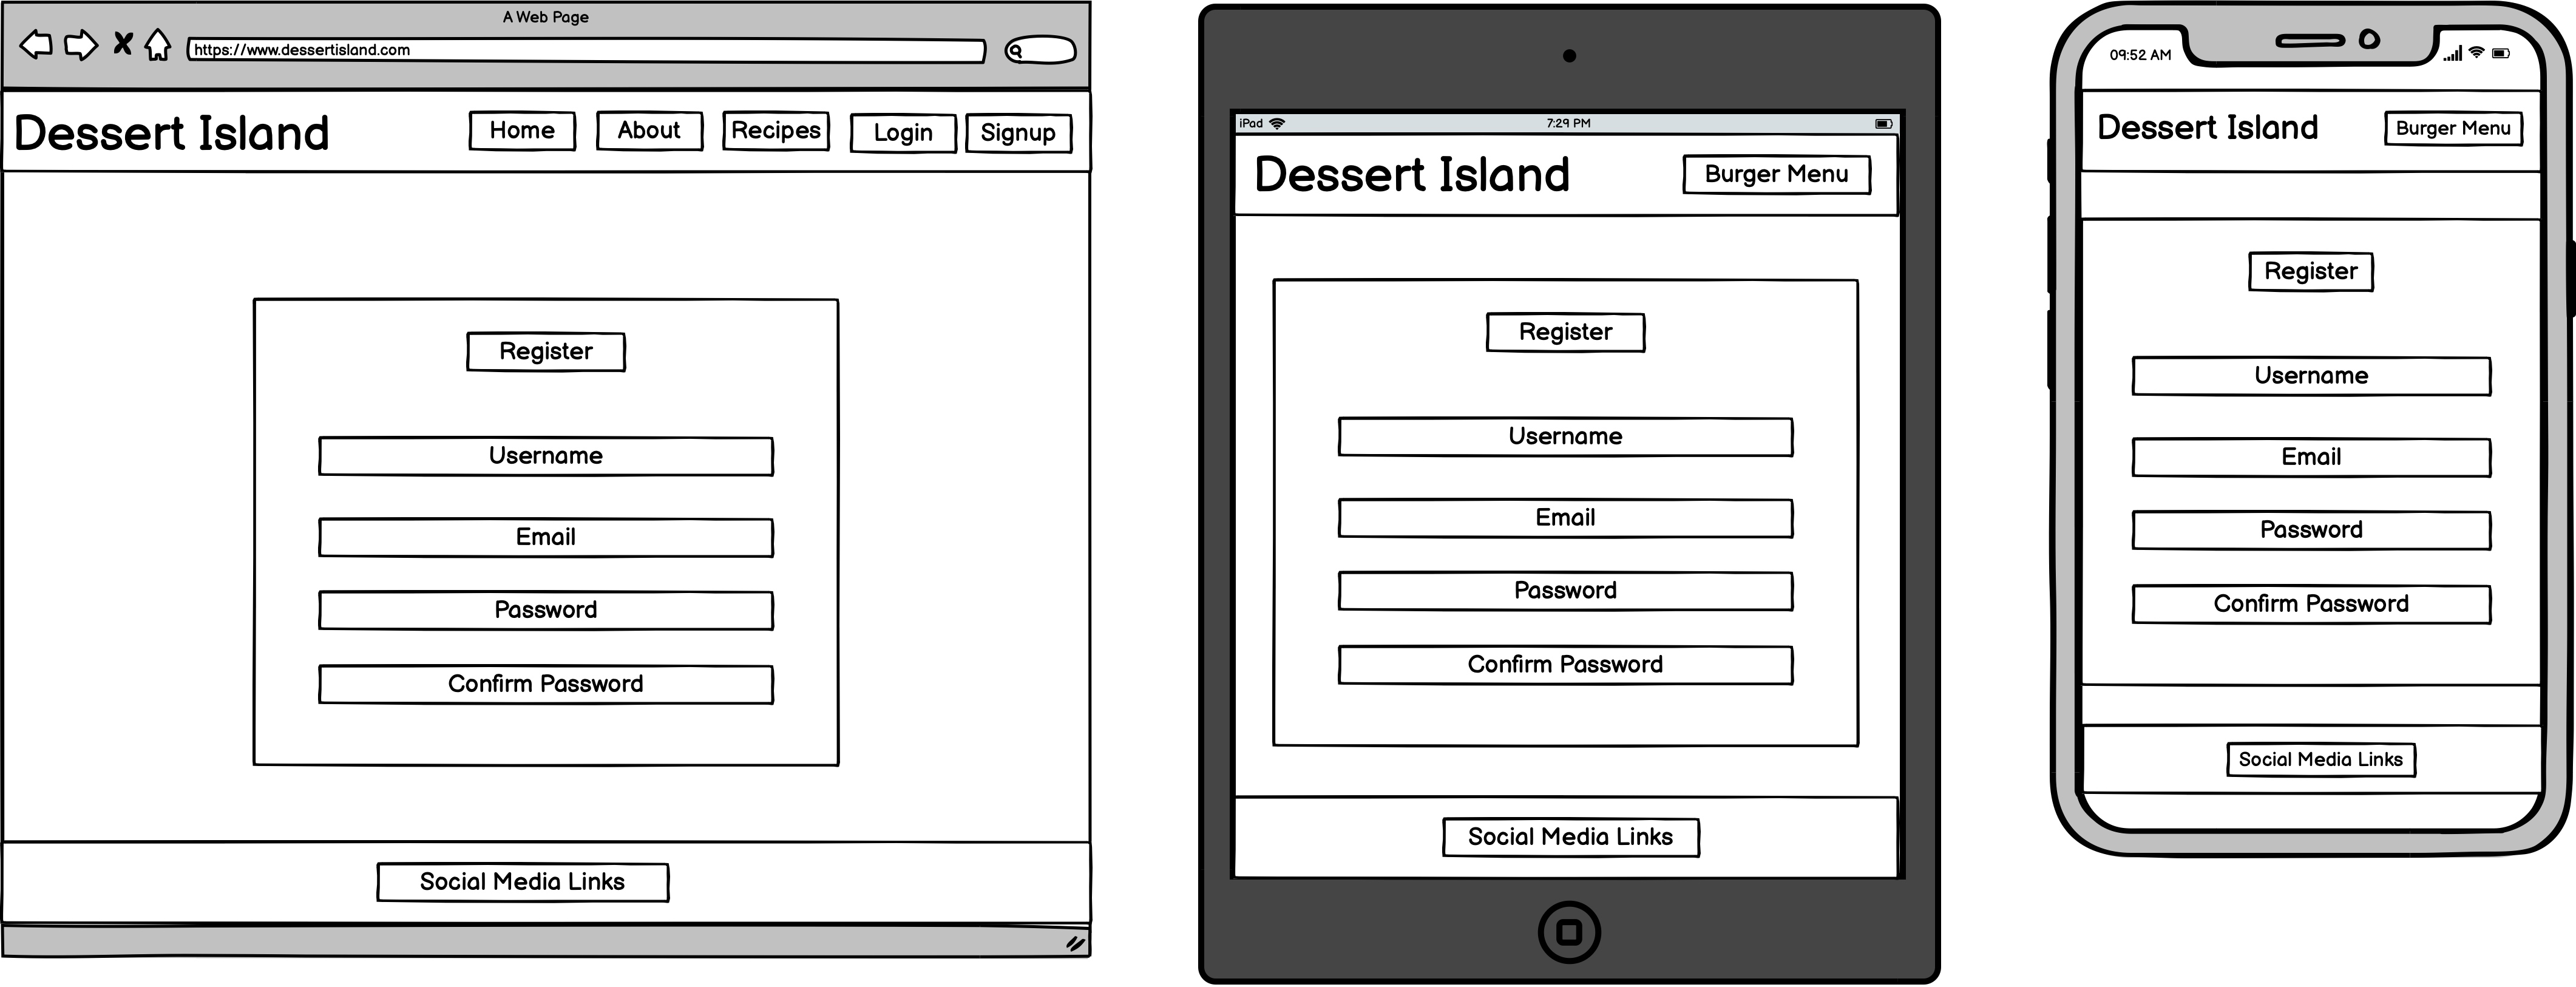 A Web Page
https://www.dessertisland.com
Dessert Island
Home
About
Recipes
Login
Signup
Register
Username
Email
Password
Confirm Password
Social Media Links
iPad
7:29 PM
Dessert Island
Burger Menu
Register
Username
Email
Password
Confirm Password
Social Media Links
09:52 AM
Dessert Island
Burger Menu
Register
Username
Email
Password
Confirm Password
Social Media Links